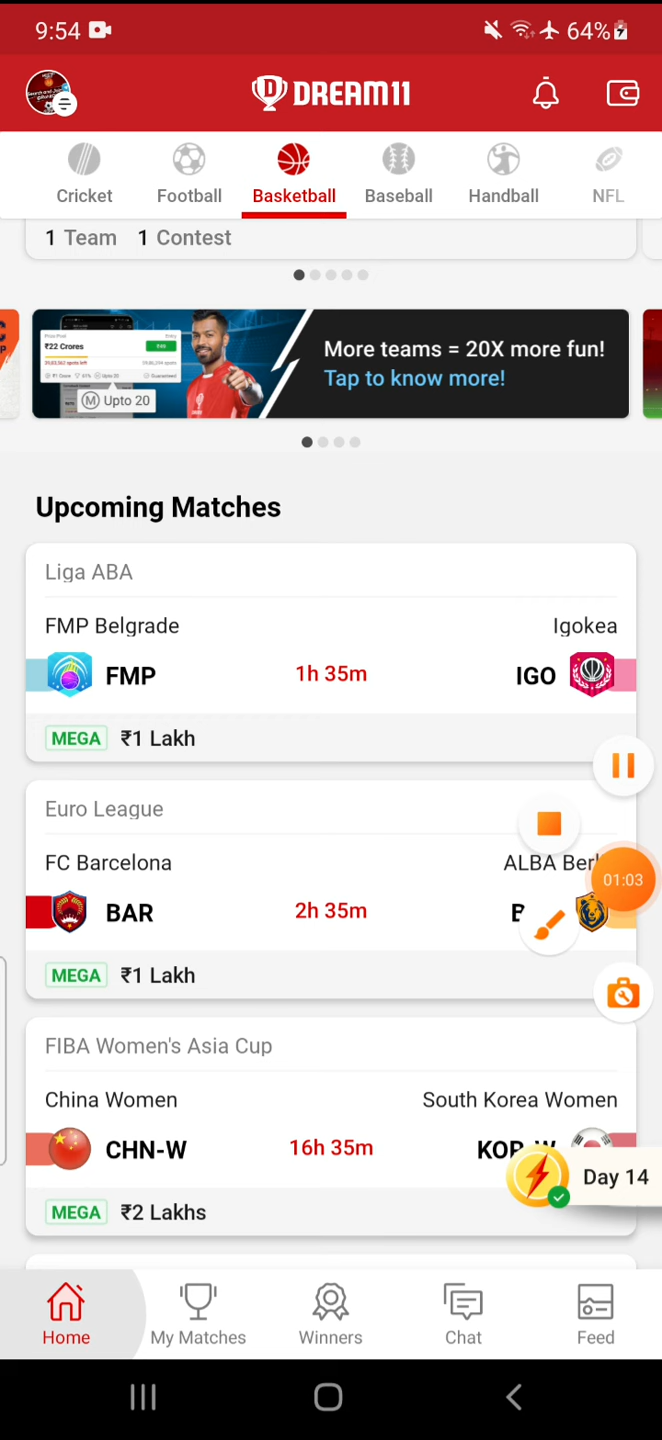 9:54
64%
DREAM11
Cricket
Football
Basketball
Baseball
Handball
NFL
1 Team 1 Contest
₹22 Crores
Upto 20
More teams = 20X more fun!
Tap to know more!
Upcoming Matches
Liga ABA
FMP Belgrade
Igokea
FMP
1h 35m
IGO
MEGA ₹1 Lakh
Euro League
FC Barcelona
ALBA
BAR
2h 35m
01:03
MEGA ₹1 Lakh
FIBA Women's Asia Cup
China Women
South Korea Women
CHN-W
16h 35m
Day 14
MEGA ₹2 Lakhs
Home
My Matches
Winners
Chat
Feed